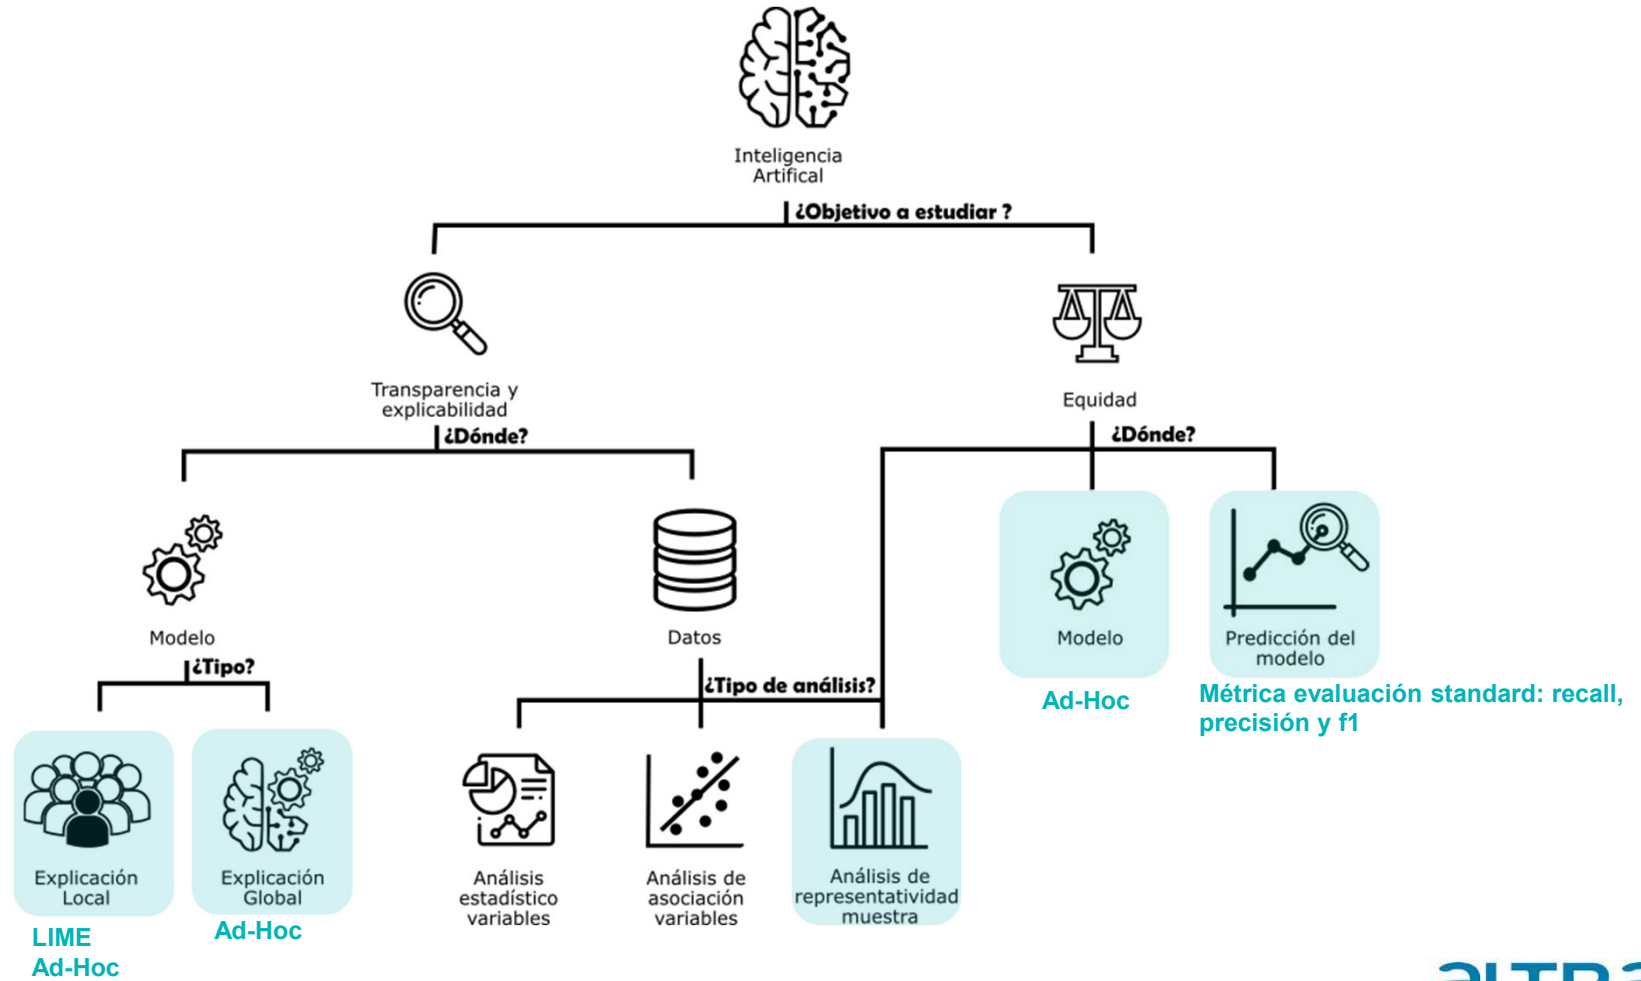 Inteligencia
Artifical
¿Objetivo a estudiar ?
Transparencia y
explicabilidad
Equidad
¿Dónde?
¿Dónde?
Modelo
Datos
Modelo
Predicción del
modelo
¿Tipo?
¿Tipo de análisis?
Ad-Hoc
Métrica evaluación standard: recall,
precisión y f1
Explicación
Local
Explicación
Global
Análisis
estadístico
variables
Análisis de
asociación
variables
Análisis de
representatividad
muestra
LIME
Ad-Hoc
Ad-Hoc